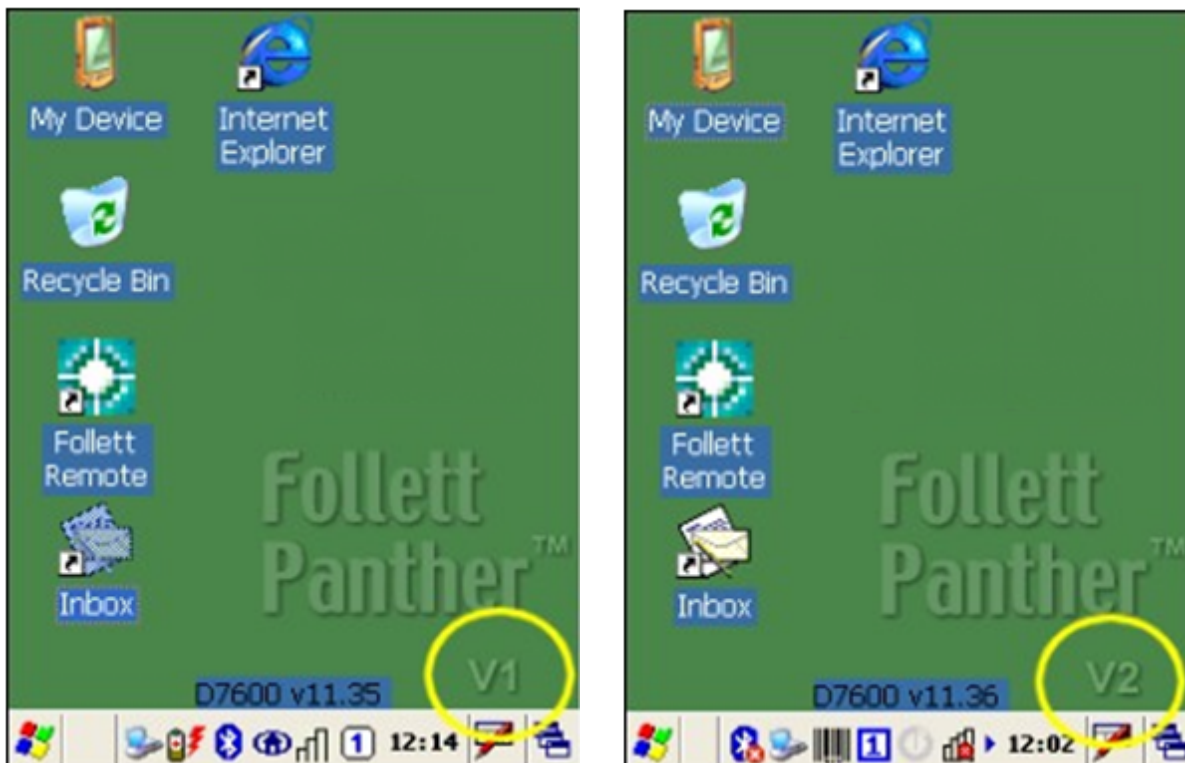 My Device
Internet
Explorer
Recycle Bin
Follett
Remote
Inbox
Follett
Panther™
V1
D7600 v11.35
1
12:14
My Device
Internet
Explorer
Recycle Bin
Follett
Remote
Inbox
Follett
Panther™
V2
D7600 v11.36
1
12:02